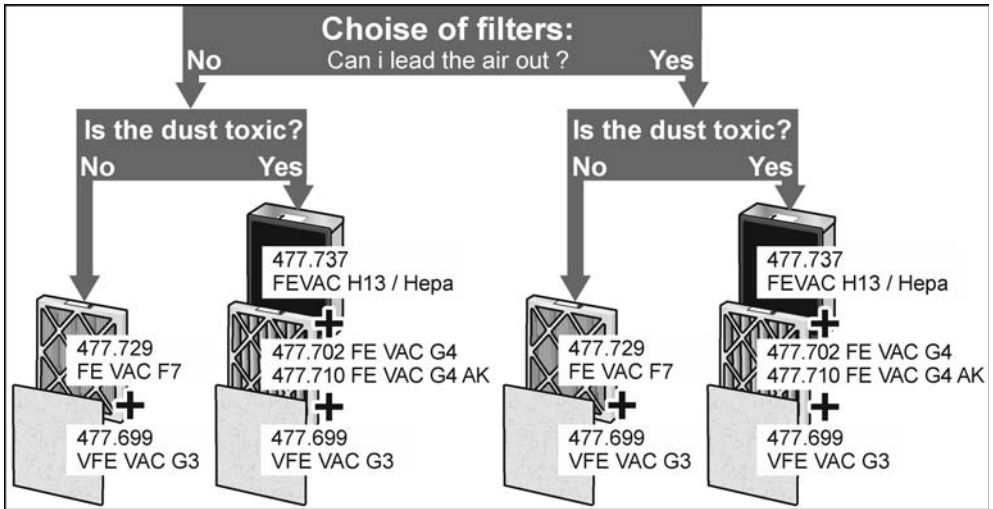 Choise of filters:
Can i lead the air out ?
No
Yes
Is the dust toxic?
No
Yes
477.729
FE VAC F7
+
477.699
VFE VAC G3
477.737
FEVAC H13 / Hepa
+
477.702 FE VAC G4
477.710 FE VAC G4 AK
+
477.699
VFE VAC G3
Is the dust toxic?
No
Yes
477.729
FE VAC F7
+
477.699
VFE VAC G3
477.737
FEVAC H13 / Hepa
+
477.702 FE VAC G4
477.710 FE VAC G4 AK
+
477.699
VFE VAC G3